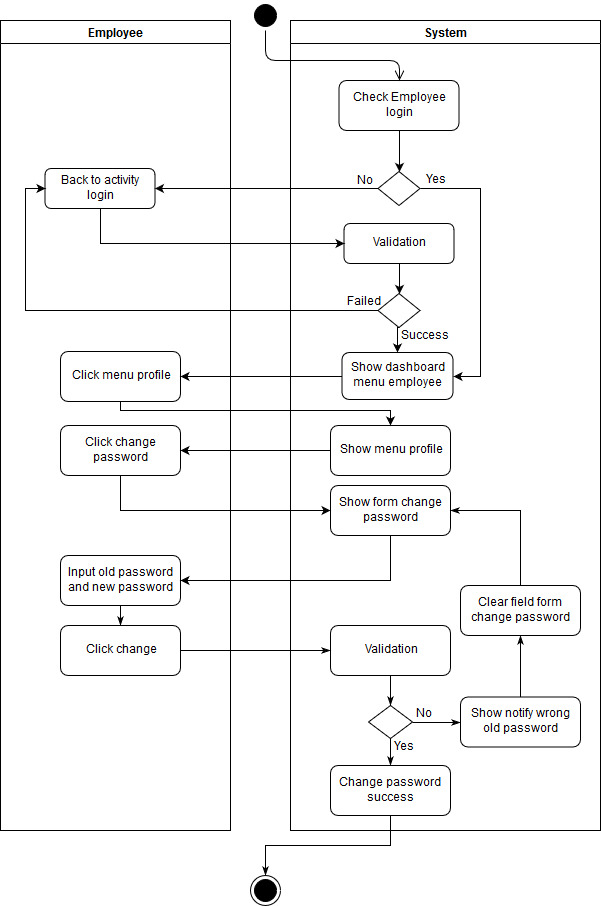 Employee
System
Check Employee
login
No
Yes
Back to activity
login
Validation
Failed
Success
Show dashboard
menu employee
Click menu profile
Click change
password
Show menu profile
Show form change
password
Input old password
and new password
Clear field form
change password
Click change
Validation
No
Show notify wrong
old password
Yes
Change password
success